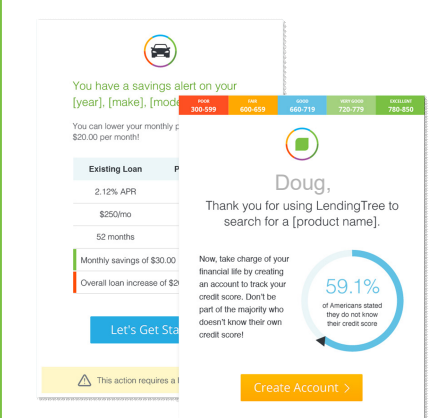 You have a savings alert on your
[year], [make], [mode
You can lower your monthly p
$20.00 per month!
Existing Loan P
2.12% APR
$250/mo
52 months
Monthly savings of $30.00
Overall loan increase of $20
Let's Get Sta
This action requires a
POOR FAIR GOOD VERY GOOD EXCELLENT
300-599 600-659 660-719 720-779 780-850
Doug,
Thank you for using LendingTree to
search for a [product name].
Now, take charge of your
financial life by creating
an account to track your
credit score. Don't be
part of the majority who
doesn't know their own
credit score!
59.1%
of Americans stated
they do not know
their credit score
Create Account >